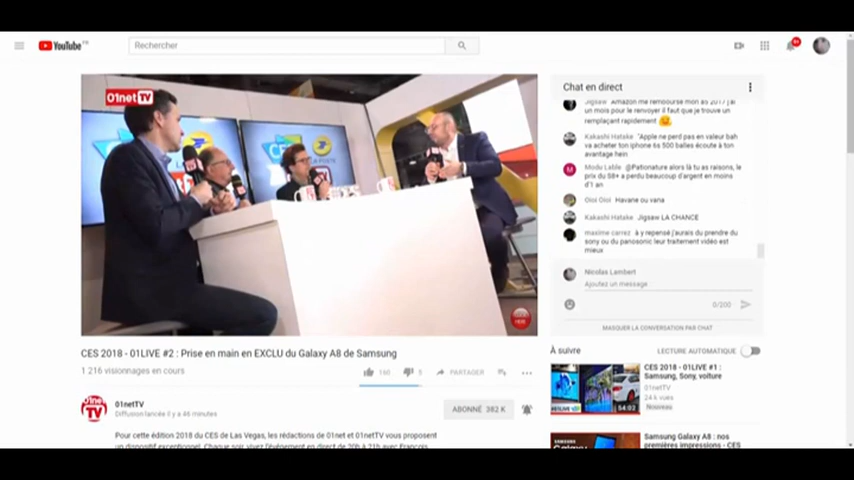 YouTube FR
Rechercher
9+
01netTV
Chat en direct
Jigsaw Amazon me rembourse mon a5 2017 j'ai
un mois pour le renvoyer il faut que je trouve un
remplaçant rapidement
Kakashi Hatake "Apple ne perd pas en valeur bah
va acheter ton iphone 6s 500 balles écoute à ton
avantage hein
Modu Lable @Pationature alors là tu as raisons, le
prix du S8+ a perdu beaucoup d'argent en moins
d'1 an
Oloi Oloi Havane ou vana
Kakashi Hatake Jigsaw LA CHANCE
maxime carrez à y repensé j'aurais du prendre du
sony ou du panosonic leur traitement vidéo est
mieux
Nicolas Lambert
Ajoutez un message...
0/200
MASQUER LA CONVERSATION PAR CHAT
CES
LA POSTE
CES 2018 - 01LIVE #2 : Prise en main en EXCLU du Galaxy A8 de Samsung
1 216 visionnages en cours
PARTAGER
01netTV
Diffusion lancée il y a 46 minutes
ABONNÉ 382 K
Pour cette édition 2018 du CES de Las Vegas, les rédactions de 01net et 01netTV vous proposent
un dispositif exceptionnel. Chaque soir, vivez l'événement en direct de 20h à 21h avec François
À suivre
LECTURE AUTOMATIQUE
54:02
CES 2018 - 01LIVE #1 :
Samsung, Sony, voiture
01netTV
24 k vues
Nouveau
Samsung Galaxy A8 : nos
premières impressions - CES